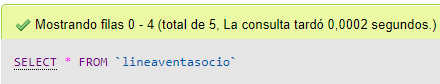 Mostrando filas 0 - 4 (total de 5, La consulta tardó 0,0002 segundos.)
SELECT * FROM `lineaventasocio`